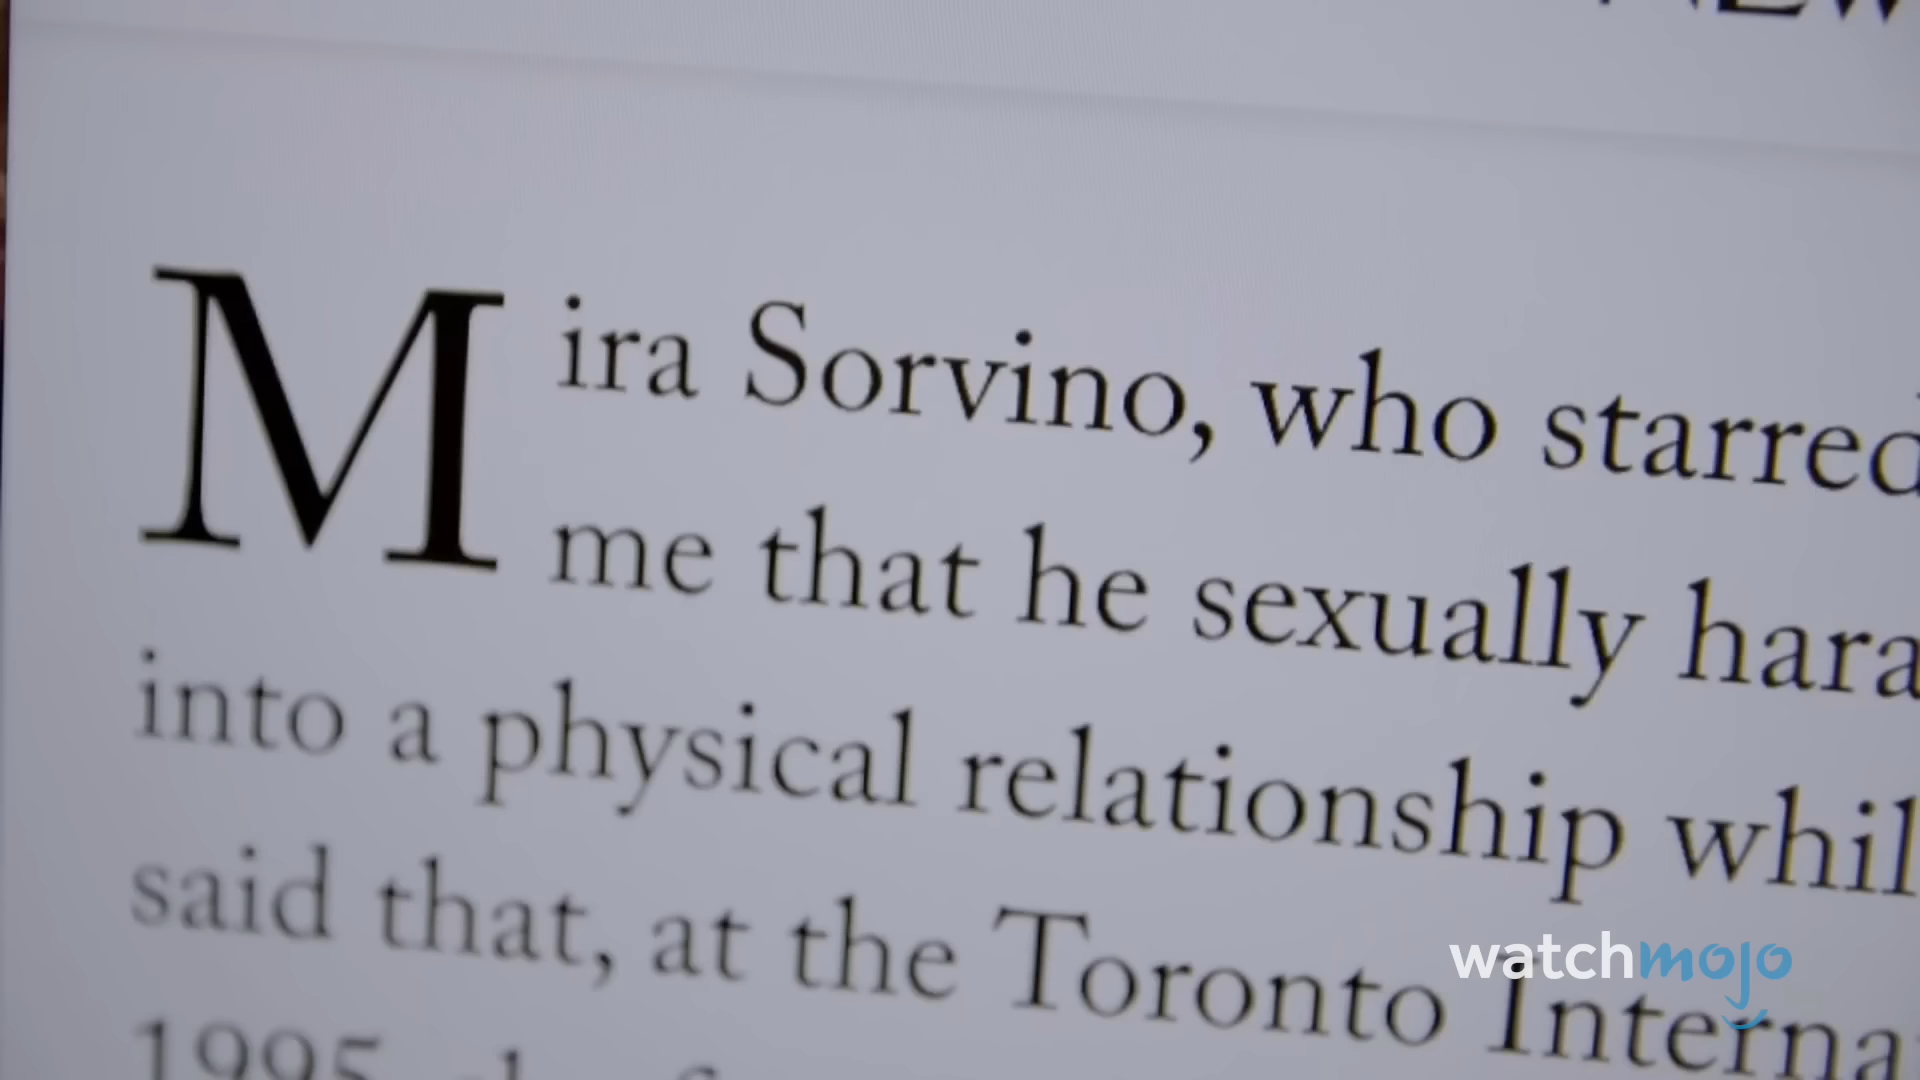 Mira Sorvino, who starred
me that he sexually hara
into a physical relationship whil
said that, at the Toronto Interna
1995
watchmojo